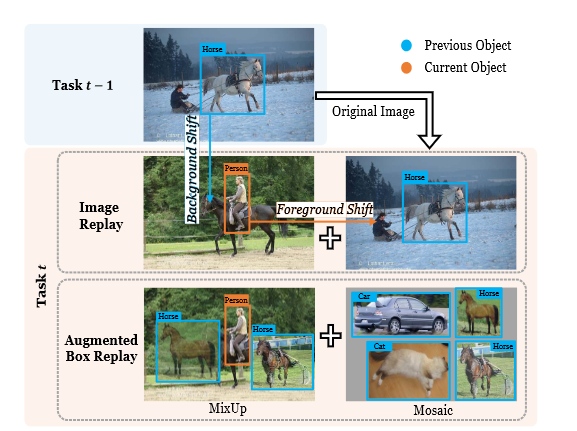 Horse
Previous Object
Current Object
Task t − 1
Original Image
Background Shift
Person
Horse
Foreground Shift
Image
Replay
Task t
Horse
Person
Horse
Car
Horse
Cat
Horse
Augmented
Box Replay
MixUp
Mosaic